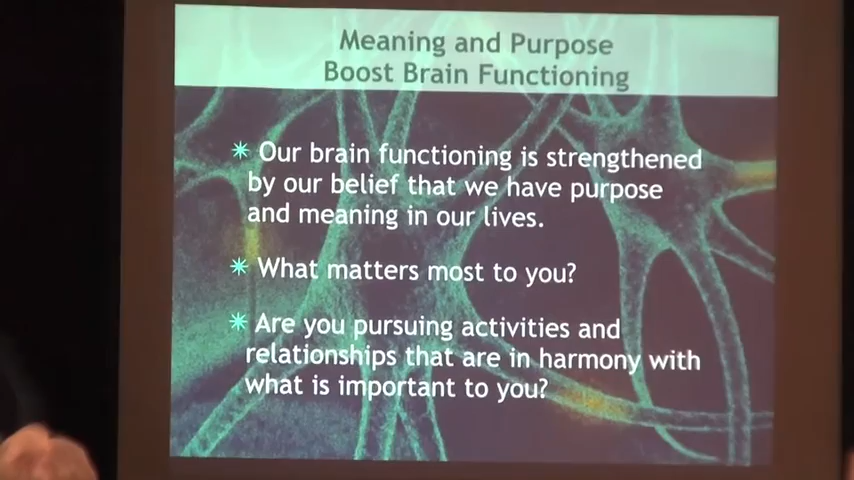 Meaning and Purpose
Boost Brain Functioning
Our brain functioning is strengthened
by our belief that we have purpose
and meaning in our lives.
What matters most to you?
Are you pursuing activities and
relationships that are in harmony with
what is important to you?